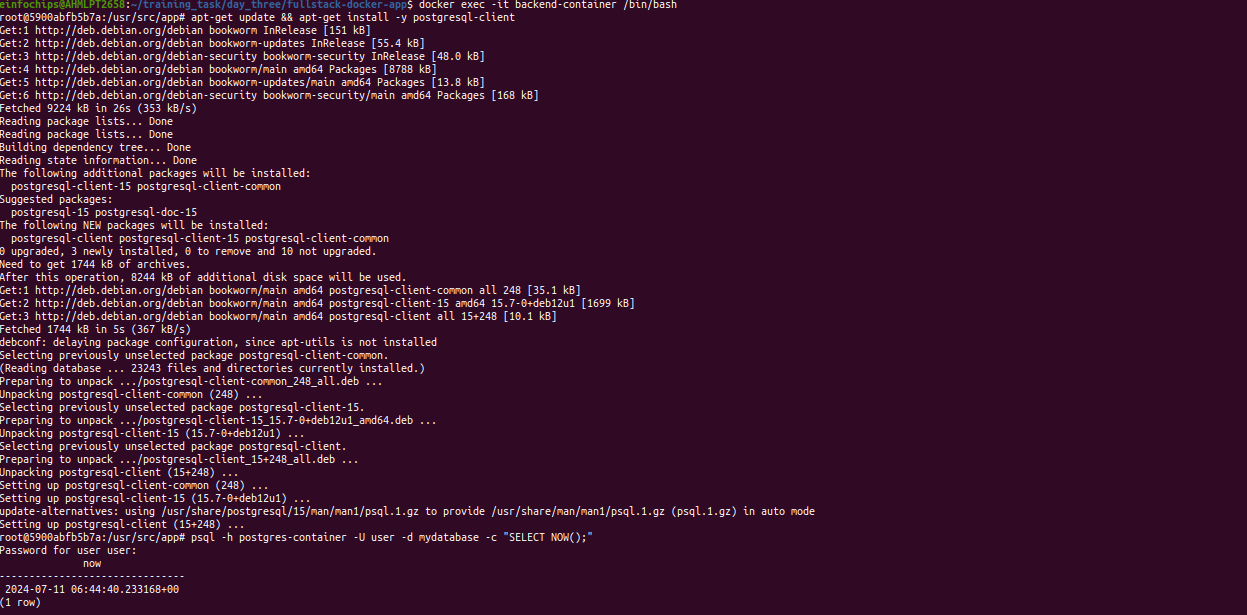 einfochips@AHMLPT2658:~/training_task/day_three/fullstack-docker-app$ docker exec -it backend-container /bin/bash
root@5900abfb5b7a:/usr/src/app# apt-get update && apt-get install -y postgresql-client
Get:1 http://deb.debian.org/debian bookworm InRelease [151 kB]
Get:2 http://deb.debian.org/debian bookworm-updates InRelease [55.4 kB]
Get:3 http://deb.debian.org/debian-security bookworm-security InRelease [48.0 kB]
Get:4 http://deb.debian.org/debian bookworm/main amd64 Packages [8788 kB]
Get:5 http://deb.debian.org/debian bookworm-updates/main amd64 Packages [13.8 kB]
Get:6 http://deb.debian.org/debian-security bookworm-security/main amd64 Packages [168 kB]
Fetched 9224 kB in 26s (353 kB/s)
Reading package lists... Done
Reading package lists... Done
Building dependency tree... Done
Reading state information... Done
The following additional packages will be installed:
  postgresql-client-15 postgresql-client-common
Suggested packages:
  postgresql-15 postgresql-doc-15
The following NEW packages will be installed:
  postgresql-client postgresql-client-15 postgresql-client-common
0 upgraded, 3 newly installed, 0 to remove and 10 not upgraded.
Need to get 1744 kB of archives.
After this operation, 8244 kB of additional disk space will be used.
Get:1 http://deb.debian.org/debian bookworm/main amd64 postgresql-client-common all 248 [35.1 kB]
Get:2 http://deb.debian.org/debian bookworm/main amd64 postgresql-client-15 amd64 15.7-0+deb12u1 [1699 kB]
Get:3 http://deb.debian.org/debian bookworm/main amd64 postgresql-client all 15+248 [10.1 kB]
Fetched 1744 kB in 5s (367 kB/s)
debconf: delaying package configuration, since apt-utils is not installed
Selecting previously unselected package postgresql-client-common.
(Reading database ... 23243 files and directories currently installed.)
Preparing to unpack .../postgresql-client-common_248_all.deb ...
Unpacking postgresql-client-common (248) ...
Selecting previously unselected package postgresql-client-15.
Preparing to unpack .../postgresql-client-15_15.7-0+deb12u1_amd64.deb ...
Unpacking postgresql-client-15 (15.7-0+deb12u1) ...
Selecting previously unselected package postgresql-client.
Preparing to unpack .../postgresql-client_15+248_all.deb ...
Unpacking postgresql-client (15+248) ...
Setting up postgresql-client-common (248) ...
Setting up postgresql-client-15 (15.7-0+deb12u1) ...
update-alternatives: using /usr/share/postgresql/15/man/man1/psql.1.gz to provide /usr/share/man/man1/psql.1.gz (psql.1.gz) in auto mode
Setting up postgresql-client (15+248) ...
root@5900abfb5b7a:/usr/src/app# psql -h postgres-container -U user -d mydatabase -c "SELECT NOW();"
Password for user user:
              now
-------------------------------
 2024-07-11 06:44:40.233168+00
(1 row)